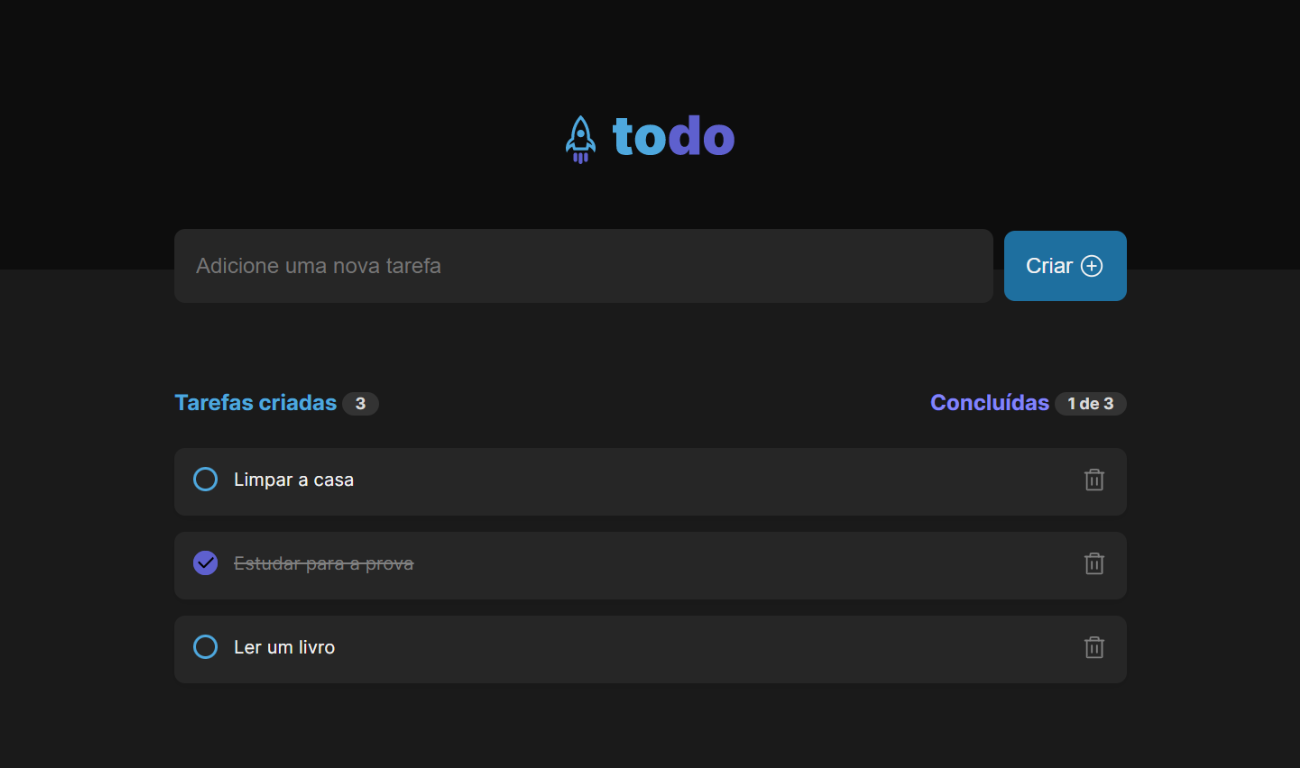 todo
Adicione uma nova tarefa
Criar
Tarefas criadas 3
Concluídas 1 de 3
Limpar a casa
Estudar para a prova
Ler um livro